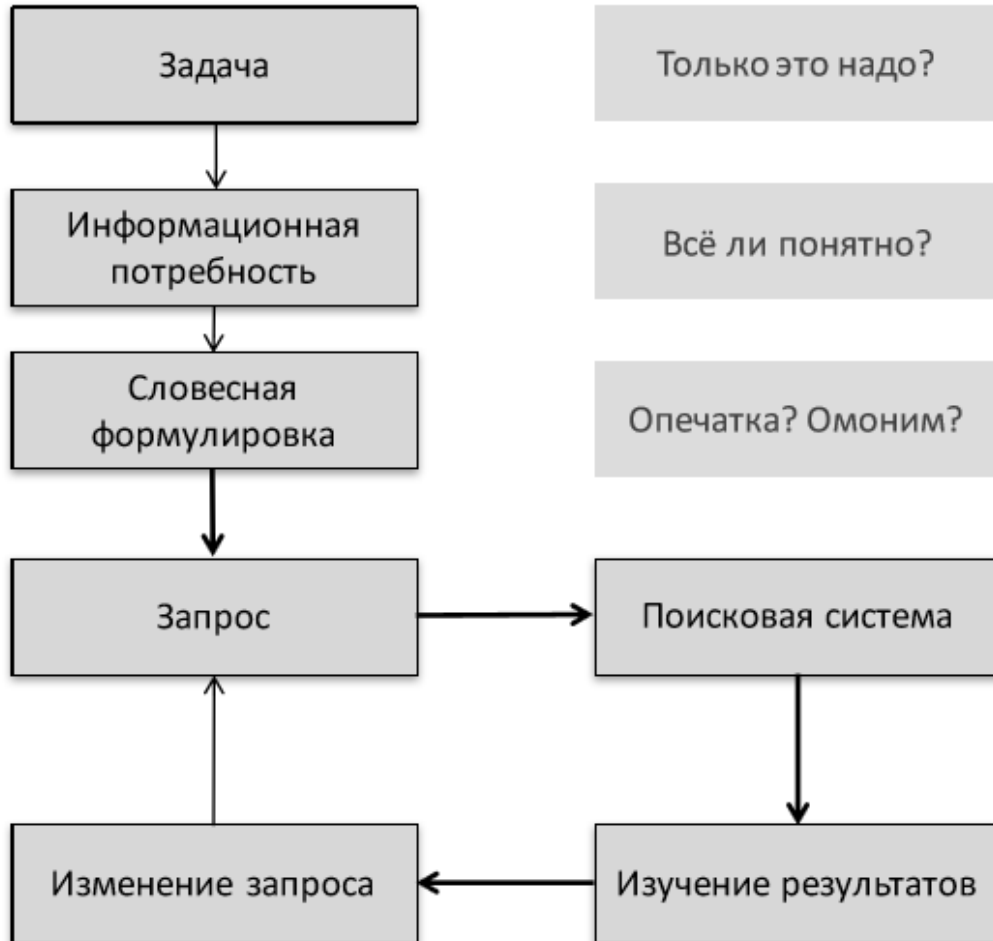 Задача
Только это надо?
Информационная
потребность
Всё ли понятно?
Словесная
формулировка
Опечатка? Омоним?
Запрос
Поисковая система
Изменение запроса
Изучение результатов